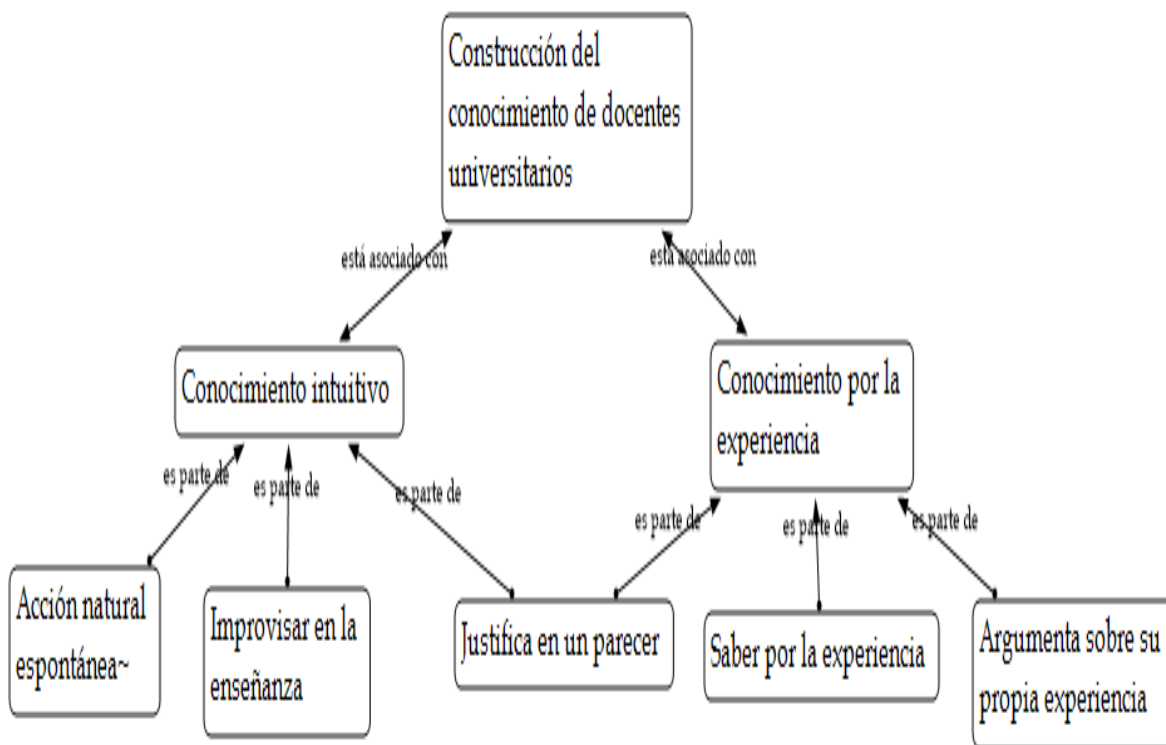 Construcción del
conocimiento de docentes
universitarios
está asociado con
está asociado con
Conocimiento intuitivo
Conocimiento por la
experiencia
es parte de
es parte de
es parte de
es parte de
es parte de
es parte de
Acción natural
espontánea~
Improvisar en la
enseñanza
Justifica en un parecer
Saber por la experiencia
Argumenta sobre su
propia experiencia